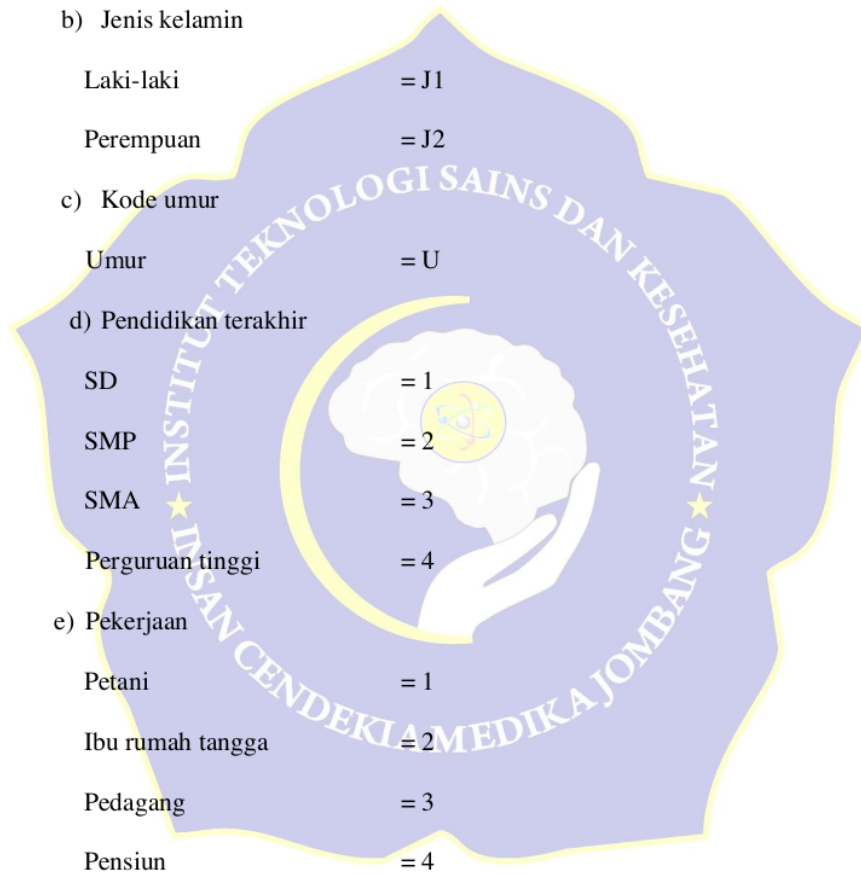 b) Jenis kelamin
Laki-laki = J1
Perempuan = J2
c) Kode umur
Umur = U
d) Pendidikan terakhir
SD = 1
SMP = 2
SMA = 3
Perguruan tinggi = 4
e) Pekerjaan
Petani = 1
Ibu rumah tangga = 2
Pedagang = 3
Pensiun = 4
INSTITUT TEKNOLOGI SAINS DAN KESEHATAN
INSAN CENDEKIA MEDIKA JOMBANG